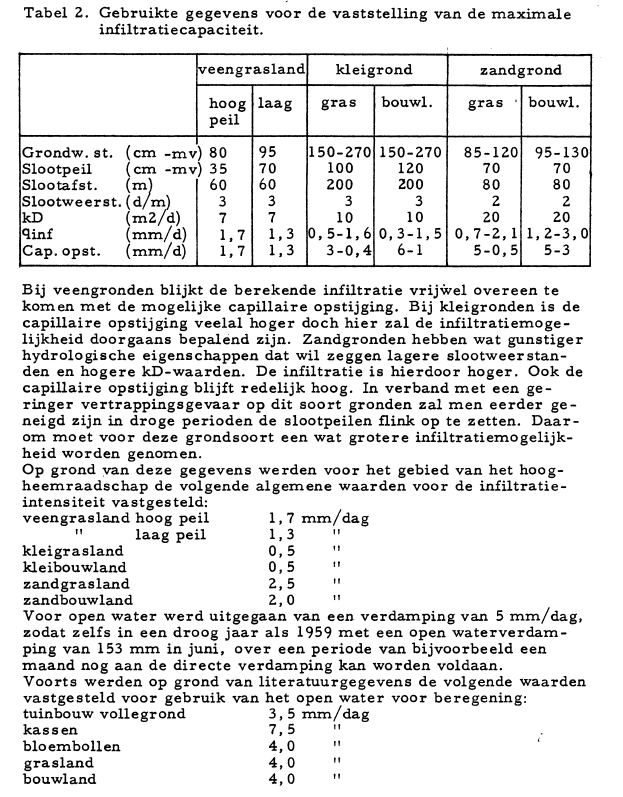 Tabel 2. Gebruikte gegevens voor de vaststelling van de maximale
infiltratiecapaciteit.
veengrasland kleigrond zandgrond
hoog peil laag gras bouwl. gras bouwl.
Grondw. st. (cm -mv) 80 95 150-270 150-270 85-120 95-130
Slootpeil (cm -mv) 35 70 100 120 70 70
Slootafst. (m) 60 60 200 200 80 80
Slootweerst. (d/m) 3 3 3 3 2 2
kD (m2/d) 7 7 10 10 20 20
qinf (mm/d) 1,7 1,3 0,5-1,6 0,3-1,5 0,7-2,1 1,2-3,0
Cap. opst. (mm/d) 1,7 1,3 3-0,4 6-1 5-0,5 5-3
Bij veengronden blijkt de berekende infiltratie vrijwel overeen te
komen met de mogelijke capillaire opstijging. Bij kleigronden is de
capillaire opstijging veelal hoger doch hier zal de infiltratiemoge-
lijkheid doorgaans bepalend zijn. Zandgronden hebben wat gunstiger
hydrologische eigenschappen dat wil zeggen lagere slootweerstan-
den en hogere kD-waarden. De infiltratie is hierdoor hoger. Ook de
capillaire opstijging blijft redelijk hoog. In verband met een ge-
ringer vertrappingsgevaar op dit soort gronden zal men eerder ge-
neigd zijn in droge perioden de slootpeilen flink op te zetten. Daar-
om moet voor deze grondsoort een wat grotere infiltratiemogelijk-
heid worden genomen.
Op grond van deze gegevens werden voor het gebied van het hoog-
heemraadschap de volgende algemene waarden voor de infiltratie-
intensiteit vastgesteld:
veengrasland hoog peil 1,7 mm/dag
" laag peil 1,3 "
kleigrasland 0,5 "
kleibouwland 0,5 "
zandgrasland 2,5 "
zandbouwland 2,0 "
Voor open water werd uitgegaan van een verdamping van 5 mm/dag,
zodat zelfs in een droog jaar als 1959 met een open waterverdam-
ping van 153 mm in juni, over een periode van bijvoorbeeld een
maand nog aan de directe verdamping kan worden voldaan.
Voorts werden op grond van literatuurgegevens de volgende waarden
vastgesteld voor gebruik van het open water voor beregening:
tuinbouw vollegrond 3,5 mm/dag
kassen 7,5 "
bloembollen 4,0 "
grasland 4,0 "
bouwland 4,0 "